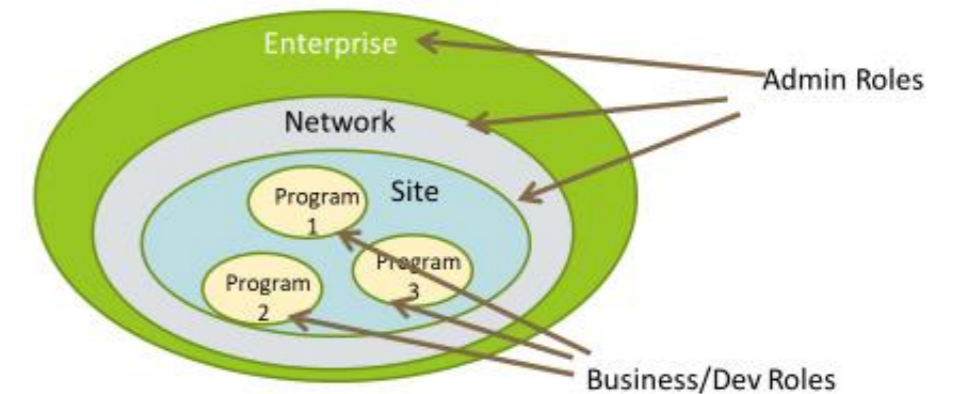 Enterprise
Admin Roles
Network
Site
Program
1
Program
3
Program
2
Business/Dev Roles